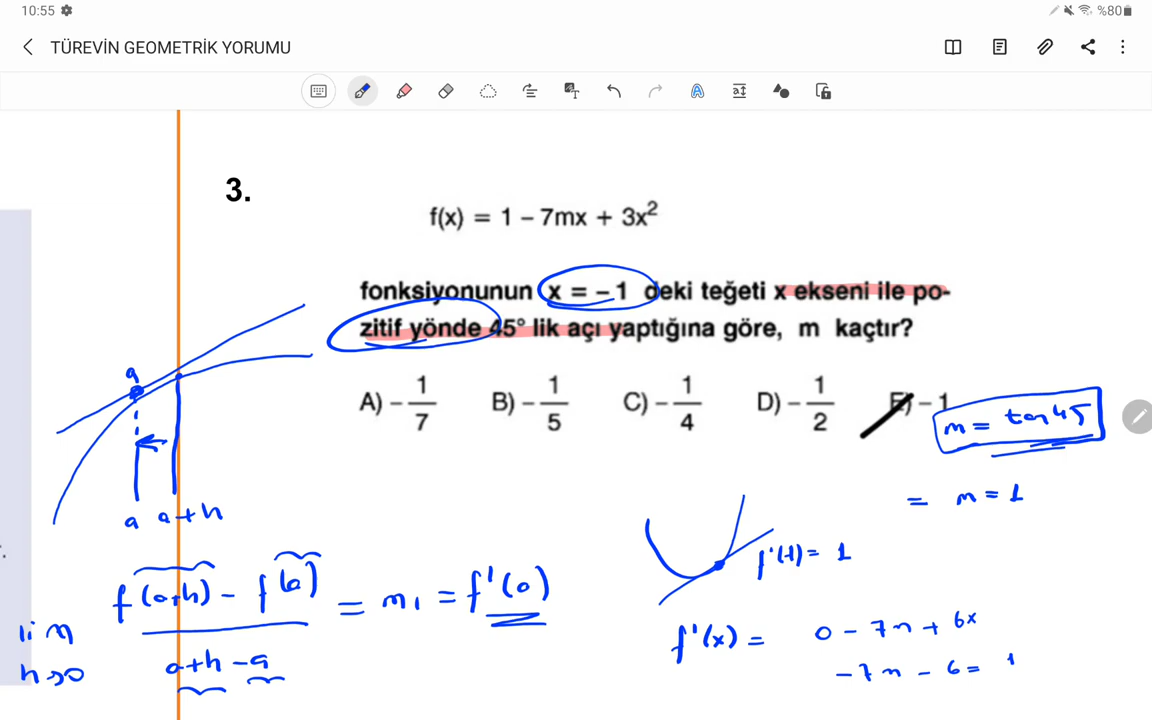 10:55
%80
TÜREVİN GEOMETRİK YORUMU
3.
f(x) = 1 – 7mx + 3x²
fonksiyonunun x = –1 deki teğeti x ekseni ile po-
zitif yönde 45° lik açı yaptığına göre, m kaçtır?
A) – 1/7 B) – 1/5 C) – 1/4 D) – 1/2 E) – 1
m = tan 45
= m = 1
a
a a+h
f'(-1) = 1
lim h→0 f(a+h) - f(a) / a+h - a = m₁ = f'(a)
f'(x) = 0 - 7m + 6x
-7m - 6 = 1